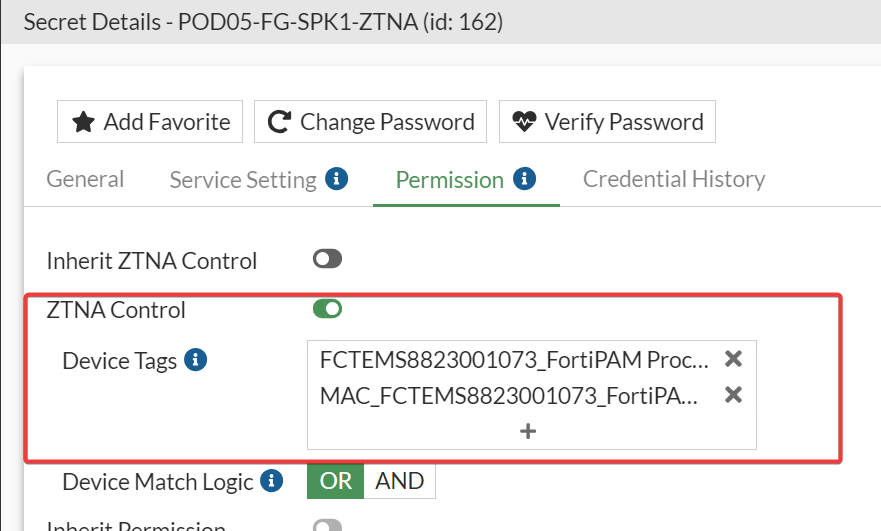 Secret Details - POD05-FG-SPK1-ZTNA (id: 162)
Add Favorite Change Password Verify Password
General Service Setting Permission Credential History
Inherit ZTNA Control
ZTNA Control
Device Tags FCTEMS8823001073_FortiPAM Proc...
MAC_FCTEMS8823001073_FortiPA...
Device Match Logic OR AND
Inherit Permission